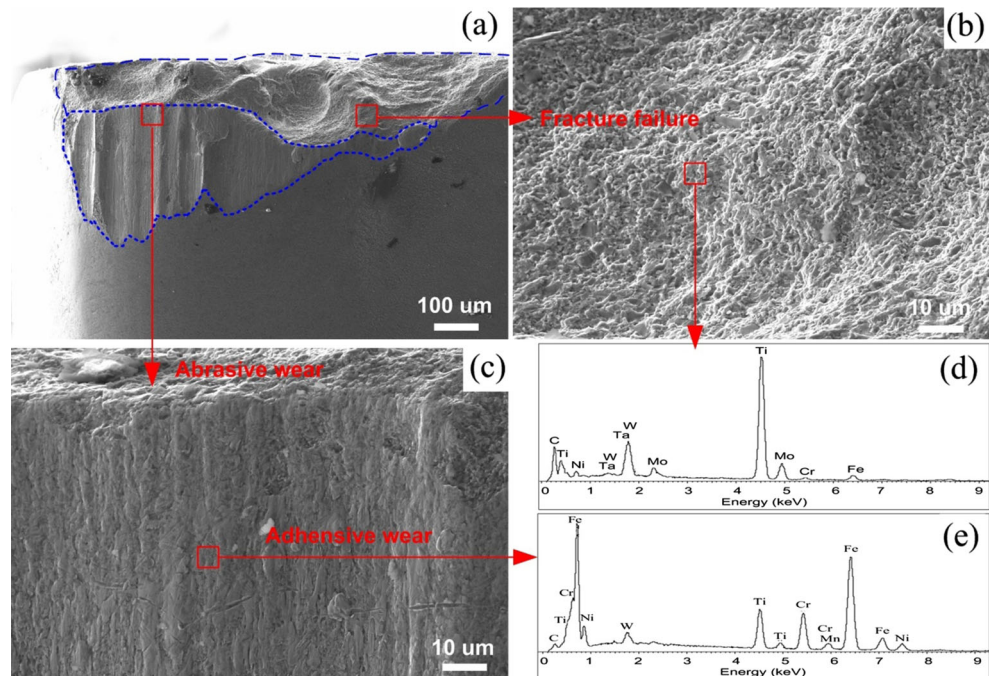 (a)
(b)
Fracture failure
100 um
10 um
Abrasive wear
(c)
Adhensive wear
10 um
(d)
Ti
C
Ti
Ni
W
Ta
W
Ta
Mo
Mo
Cr
Fe
0 1 2 3 4 5 6 7 8 9
Energy (keV)
(e)
Fe
Cr
Ti
C
Ni
W
Ti
Ti
Cr
Cr
Mn
Fe
Fe
Ni
0 1 2 3 4 5 6 7 8 9
Energy (keV)